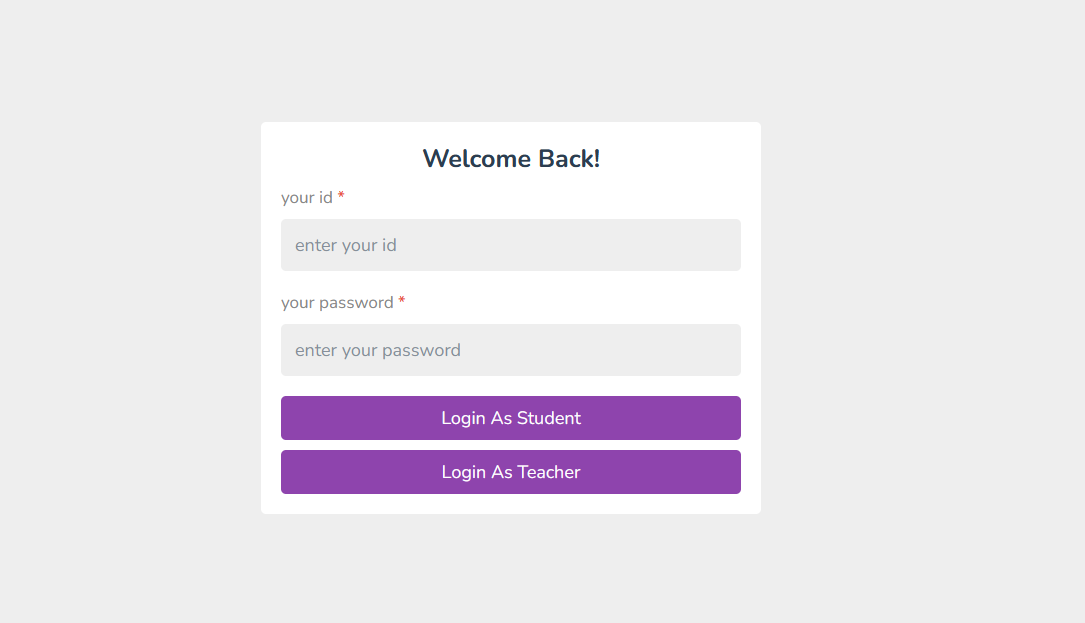 Welcome Back!
your id *
enter your id
your password *
enter your password
Login As Student
Login As Teacher